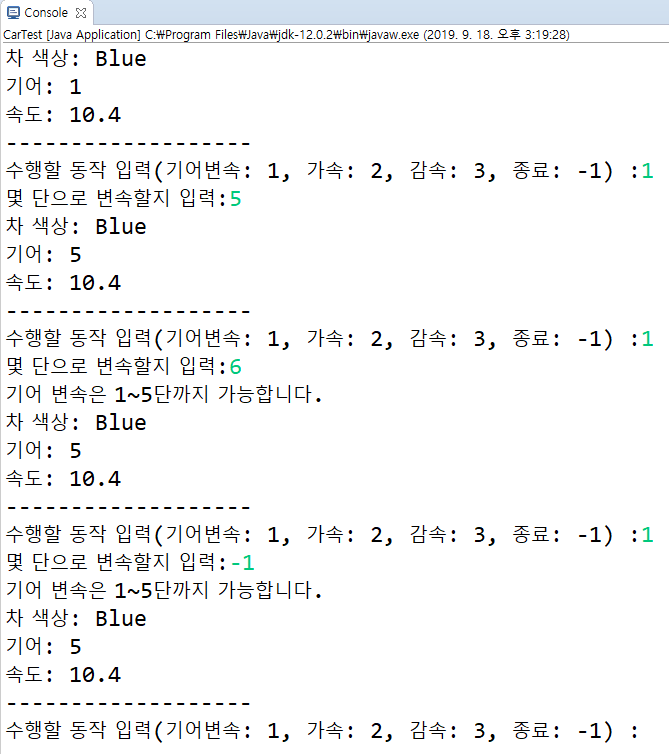 Console
CarTest [Java Application] C:₩Program Files₩Java₩jdk-12.0.2₩bin₩javaw.exe (2019. 9. 18. 오후 3:19:28)
차 색상: Blue
기어: 1
속도: 10.4
-------------------
수행할 동작 입력(기어변속: 1, 가속: 2, 감속: 3, 종료: -1) :1
몇 단으로 변속할지 입력:5
차 색상: Blue
기어: 5
속도: 10.4
-------------------
수행할 동작 입력(기어변속: 1, 가속: 2, 감속: 3, 종료: -1) :1
몇 단으로 변속할지 입력:6
기어 변속은 1~5단까지 가능합니다.
차 색상: Blue
기어: 5
속도: 10.4
-------------------
수행할 동작 입력(기어변속: 1, 가속: 2, 감속: 3, 종료: -1) :1
몇 단으로 변속할지 입력:-1
기어 변속은 1~5단까지 가능합니다.
차 색상: Blue
기어: 5
속도: 10.4
-------------------
수행할 동작 입력(기어변속: 1, 가속: 2, 감속: 3, 종료: -1) :